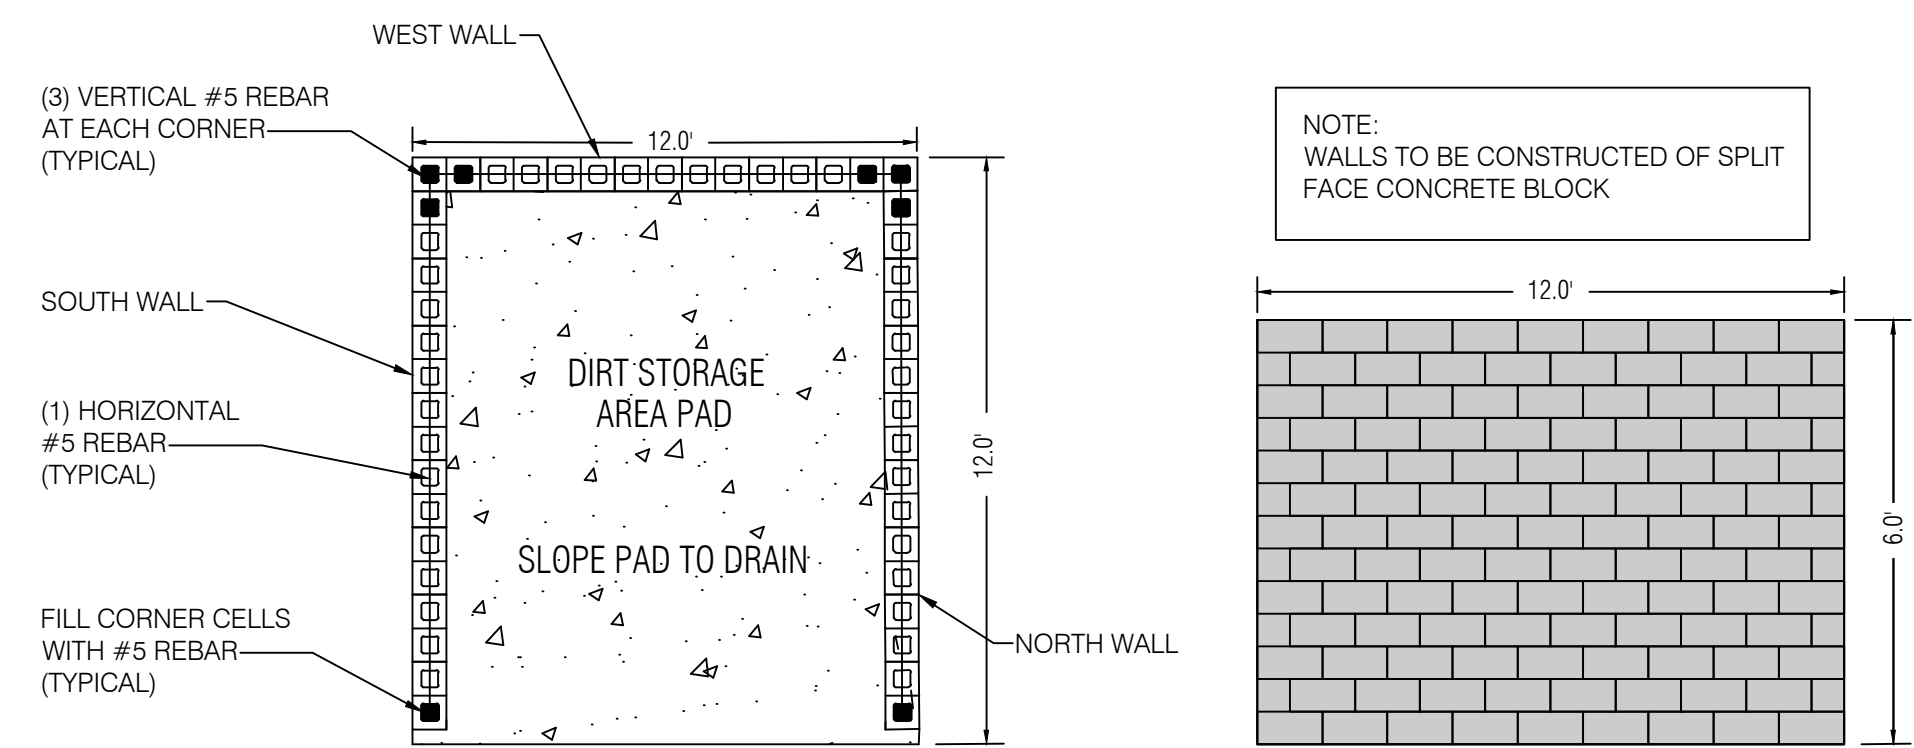 WEST WALL
(3) VERTICAL #5 REBAR
AT EACH CORNER
(TYPICAL)
12.0'
SOUTH WALL
(1) HORIZONTAL
#5 REBAR
(TYPICAL)
FILL CORNER CELLS
WITH #5 REBAR
(TYPICAL)
DIRT STORAGE
AREA PAD
SLOPE PAD TO DRAIN
12.0'
NORTH WALL
NOTE:
WALLS TO BE CONSTRUCTED OF SPLIT
FACE CONCRETE BLOCK
12.0'
6.0'